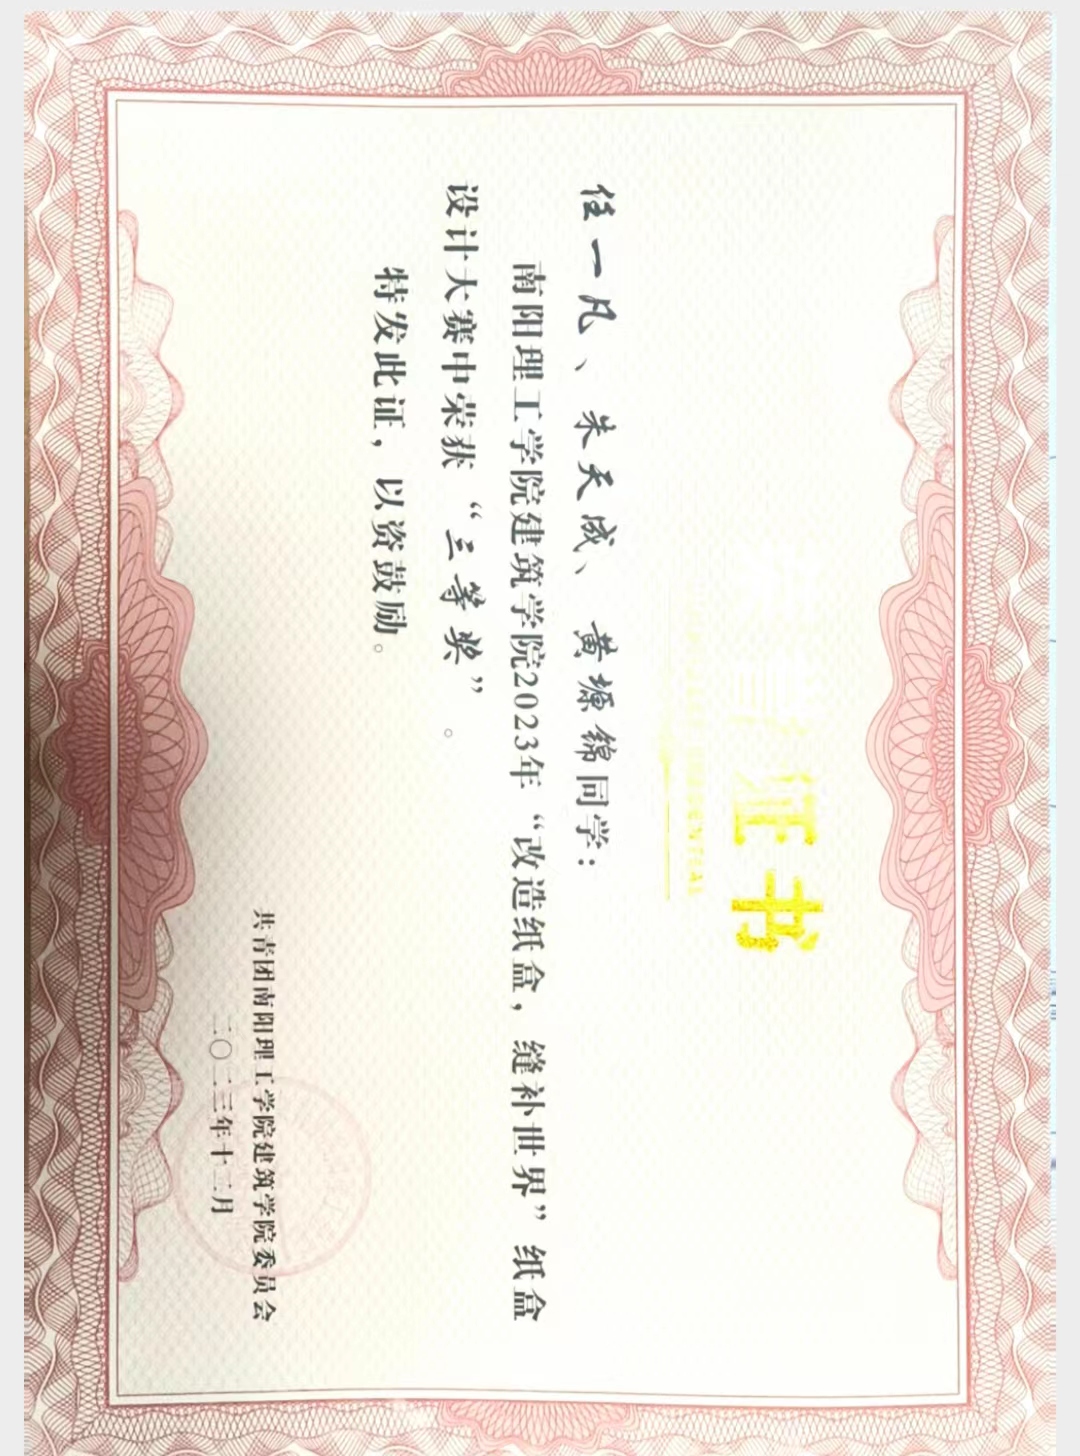 证书
任一凡、朱天成、黄塬锦同学：
南阳理工学院建筑学院2023年“改造纸盒，缝补世界”纸盒
设计大赛中荣获“三等奖”。
特发此证，以资鼓励。
共青团南阳理工学院建筑学院委员会
二〇二三年十二月